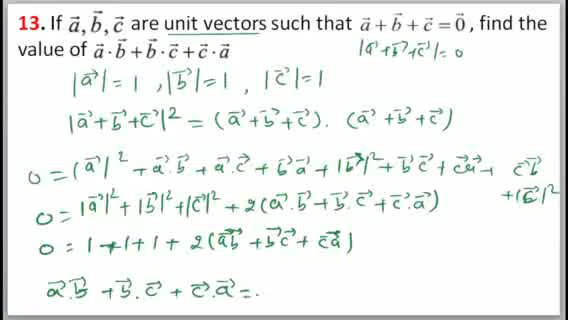 13. If a⃗, b⃗, c⃗ are unit vectors such that a⃗ + b⃗ + c⃗ = 0⃗, find the
value of a⃗ · b⃗ + b⃗ · c⃗ + c⃗ · a⃗
|a⃗ + b⃗ + c⃗| = 0
|a⃗| = 1 , |b⃗| = 1 , |c⃗| = 1
|a⃗ + b⃗ + c⃗|² = (a⃗ + b⃗ + c⃗) . (a⃗ + b⃗ + c⃗)
0 = |a⃗|² + a⃗.b⃗ + a⃗.c⃗ + b⃗.a⃗ + |b⃗|² + b⃗.c⃗ + c⃗a⃗ + c⃗b⃗
+ |c⃗|²
0 = |a⃗|² + |b⃗|² + |c⃗|² + 2(a⃗.b⃗ + b⃗.c⃗ + c⃗.a⃗)
0 = 1 + 1 + 1 + 2(a⃗b⃗ + b⃗c⃗ + c⃗a⃗)
a⃗.b⃗ + b⃗.c⃗ + c⃗.a⃗ =